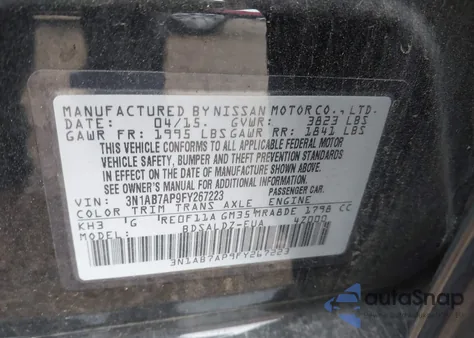 MANUFACTURED BY NISSAN MOTOR CO., LTD.
DATE: 04/15. GVWR: 3823 LBS
GAWR FR: 1995 LBS GAWR RR: 1841 LBS
THIS VEHICLE CONFORMS TO ALL APPLICABLE FEDERAL MOTOR
VEHICLE SAFETY, BUMPER AND THEFT PREVENTION STANDARDS
IN EFFECT ON THE DATE OF MANUFACTURE SHOWN ABOVE.
SEE OWNER'S MANUAL FOR ADDITIONAL INFORMATION.
VIN: 3N1AB7AP9FY267223 PASSENGER CAR.
COLOR TRIM TRANS AXLE ENGINE
KH3 G RE0F11A GM35 MRA8DE 1798 CC
MODEL: BDSALDZ-EUA 4Z000
3N1AB7AP9FY267223
autoSnap